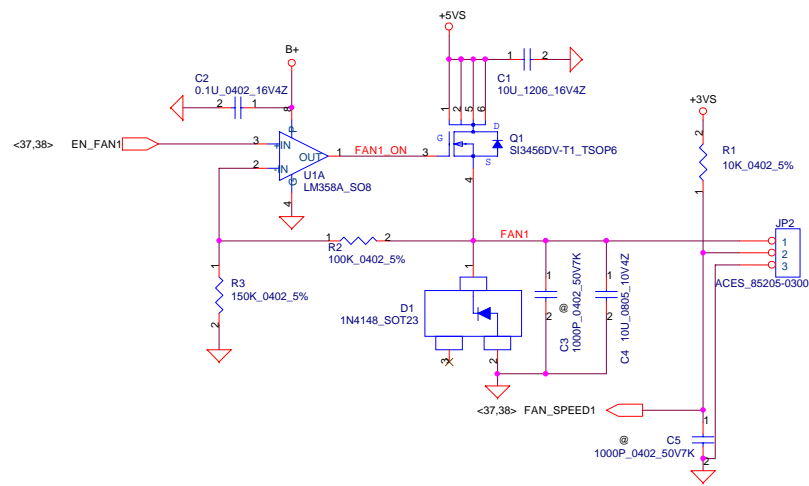 +5VS
B+
C2
0.1U_0402_16V4Z
2
1
8
P
<37,38>
EN_FAN1
3
+IN
2
-IN
OUT
1
G
4
U1A
LM358A_SO8
FAN1_ON
3
1
2
5
6
G
D
S
4
Q1
SI3456DV-T1_TSOP6
1
2
C1
10U_1206_16V4Z
+3VS
2
R1
10K_0402_5%
1
JP2
1
2
3
ACES_85205-0300
FAN1
1
R2
2
100K_0402_5%
1
R3
150K_0402_5%
2
1
D1
1N4148_SOT23
3
2
1
2
C3
@
1000P_0402_50V7K
1
2
C4
10U_0805_10V4Z
<37,38>
FAN_SPEED1
1
@
C5
1000P_0402_50V7K
2